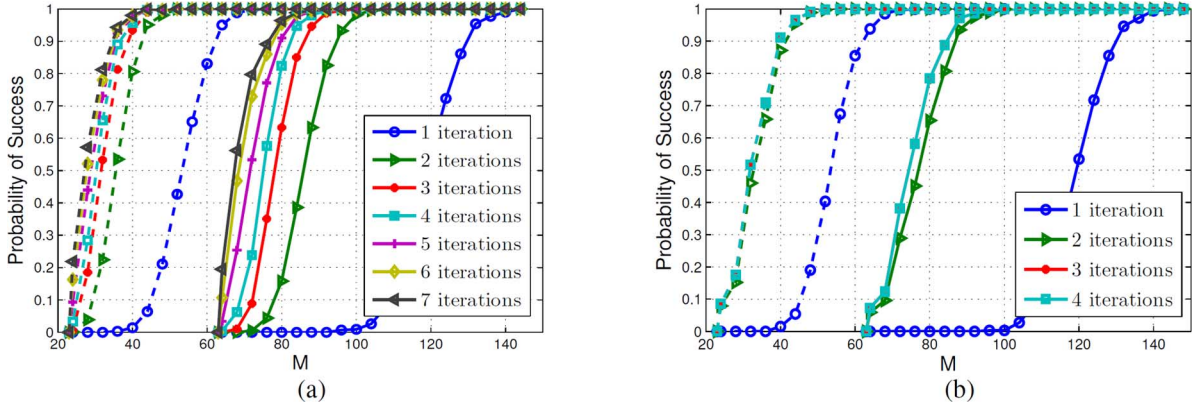 1
0.9
0.8
0.7
0.6
0.5
0.4
0.3
0.2
0.1
0
Probability of Success
1 iteration
2 iterations
3 iterations
4 iterations
5 iterations
6 iterations
7 iterations
20 40 60 80 100 120 140
M
(a)
1
0.9
0.8
0.7
0.6
0.5
0.4
0.3
0.2
0.1
0
Probability of Success
1 iteration
2 iterations
3 iterations
4 iterations
20 40 60 80 100 120 140
M
(b)